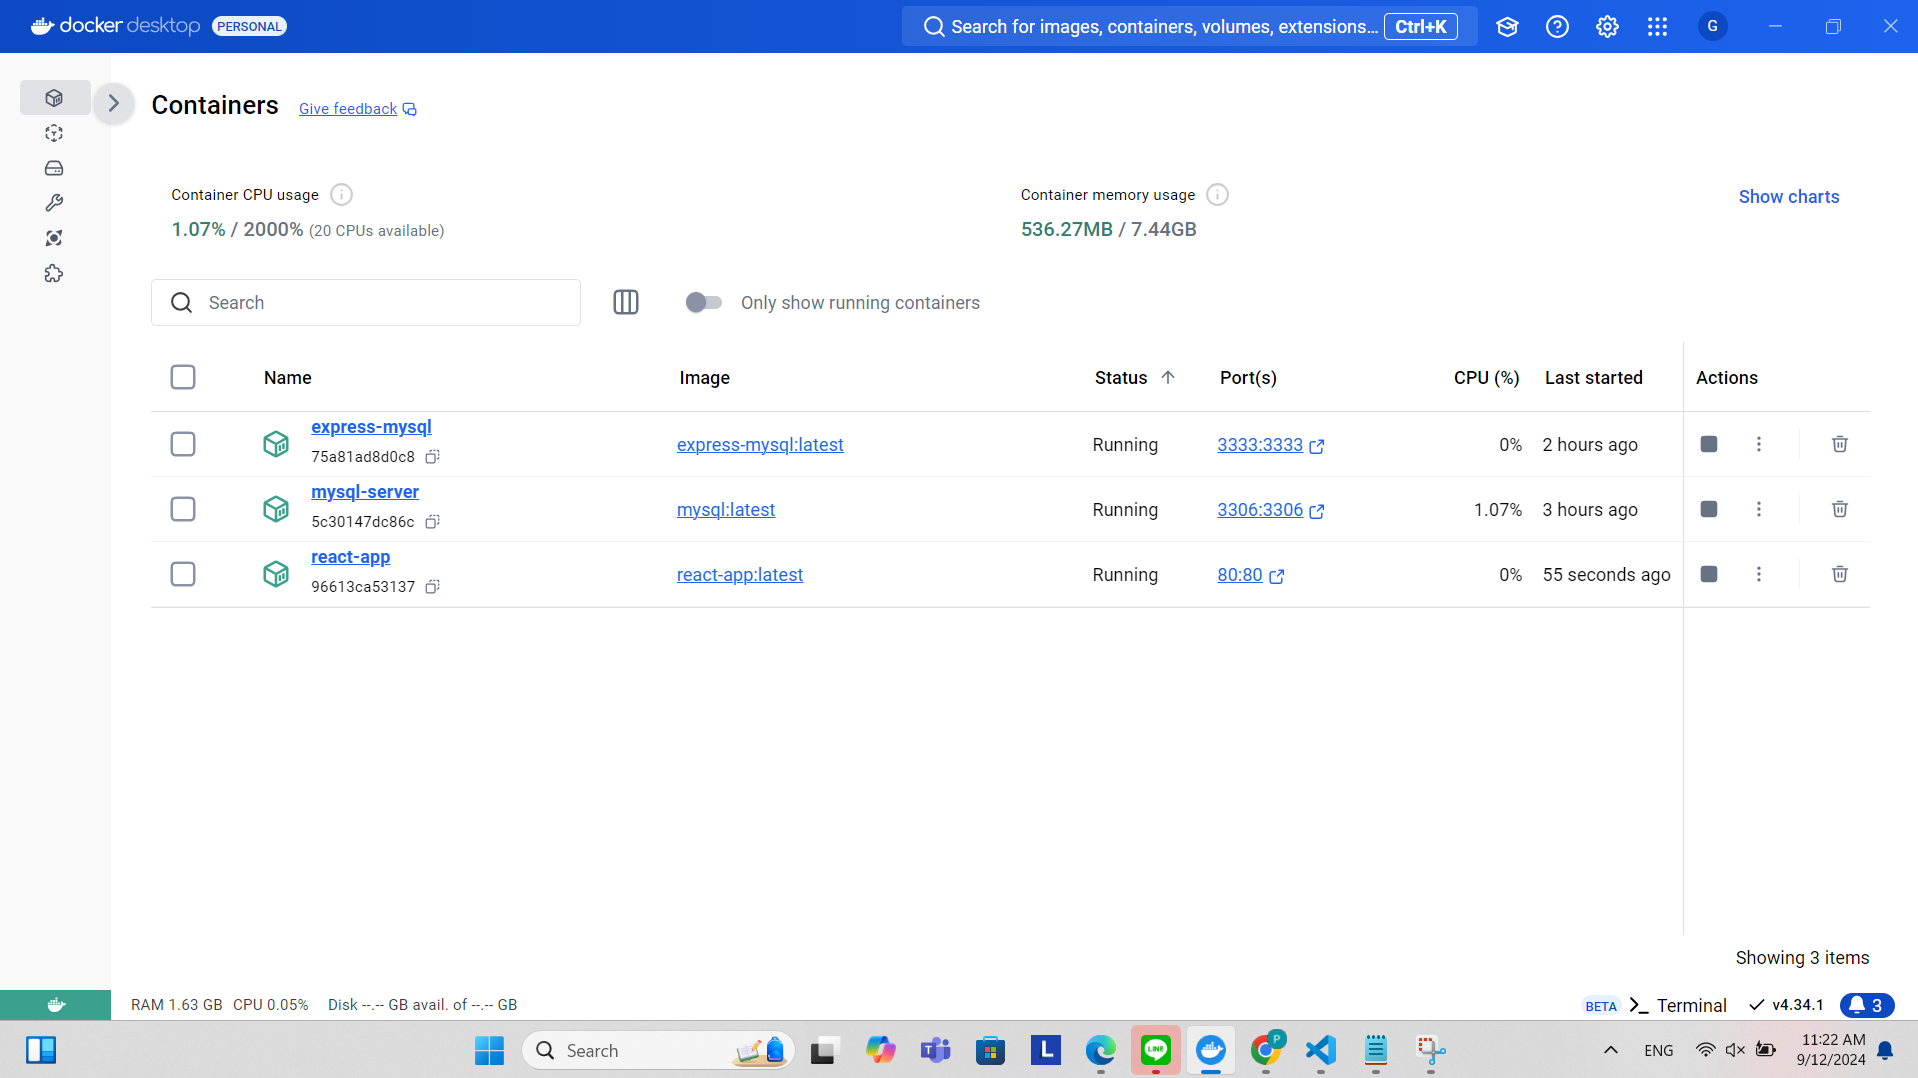 docker desktop PERSONAL
Search for images, containers, volumes, extensions... Ctrl+K
G
Containers Give feedback
Container CPU usage
1.07% / 2000% (20 CPUs available)
Container memory usage
536.27MB / 7.44GB
Show charts
Search
Only show running containers
Name Image Status Port(s) CPU (%) Last started Actions
express-mysql
75a81ad8d0c8
express-mysql:latest Running 3333:3333 0% 2 hours ago
mysql-server
5c30147dc86c
mysql:latest Running 3306:3306 1.07% 3 hours ago
react-app
96613ca53137
react-app:latest Running 80:80 0% 55 seconds ago
Showing 3 items
RAM 1.63 GB CPU 0.05% Disk --.-- GB avail. of --.-- GB
BETA Terminal v4.34.1 3
Search
T
L
LINE
P
ENG
11:22 AM
9/12/2024